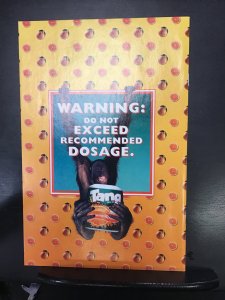 WARNING:
DO NOT
EXCEED
RECOMMENDED
DOSAGE.
Tang